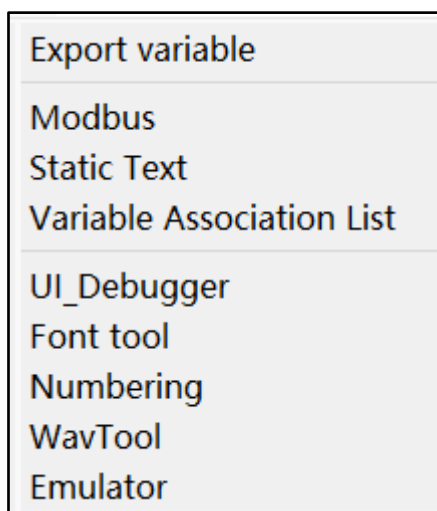 Export variable
Modbus
Static Text
Variable Association List
UI_Debugger
Font tool
Numbering
WavTool
Emulator